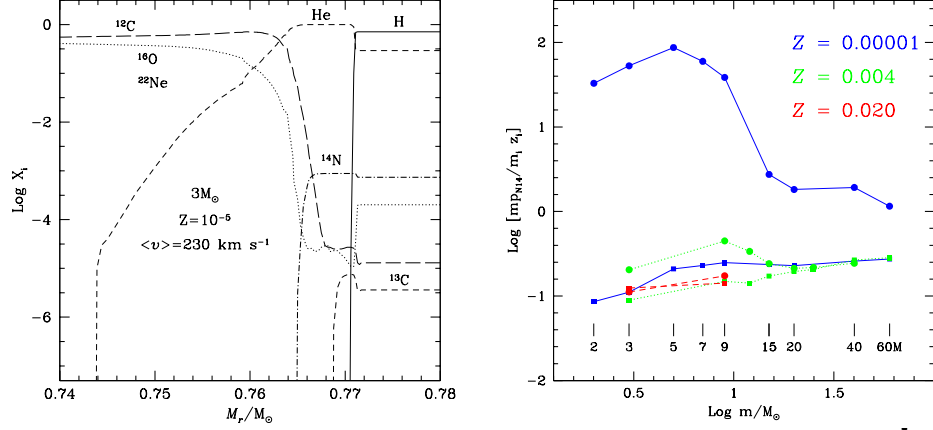 He H
¹²C
¹⁶O
²²Ne
¹⁴N
3M☉
Z=10⁻⁵
<v>=230 km s⁻¹
¹³C
0
−2
−4
−6
Log Xᵢ
0.74 0.75 0.76 0.77 0.78
Mᵣ/M☉
Z = 0.00001
Z = 0.004
Z = 0.020
2
1
0
−1
−2
Log [mp_N14/mᵢ zᵢ]
2 3 5 7 9 15 20 40 60M
0.5 1 1.5
Log m/M☉